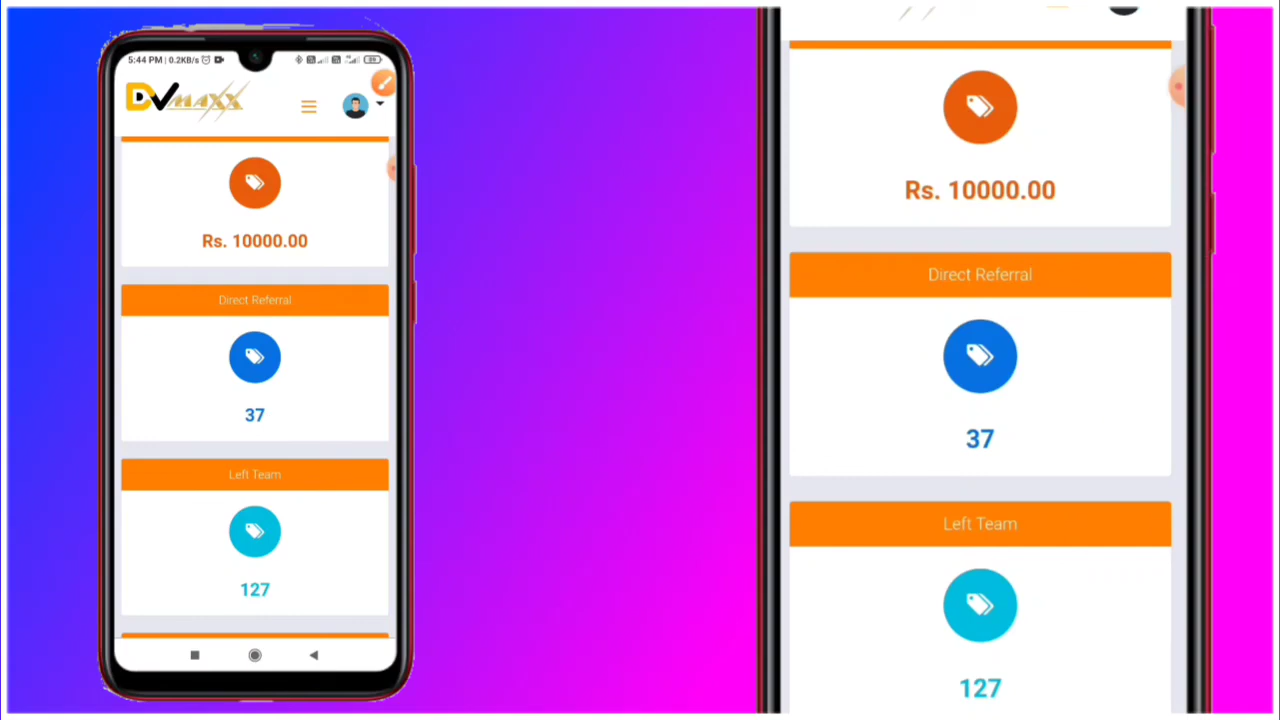 5:44 PM | 0.2KB/s
DVMAXX
Rs. 10000.00
Direct Referral
37
Left Team
127
Rs. 10000.00
Direct Referral
37
Left Team
127